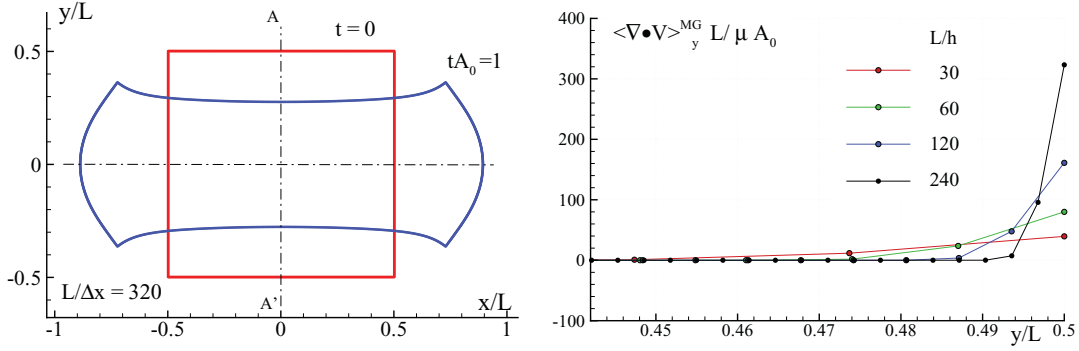 y/L
A
t = 0
0.5
tA₀ = 1
0
-0.5
L/Δx = 320
A'
x/L
-1
-0.5
0
0.5
1
400
<∇●V>ᵧᴹᴳ L/ μ A₀
L/h
300
30
200
60
120
100
240
0
-100
0.45
0.46
0.47
0.48
0.49
y/L
0.5